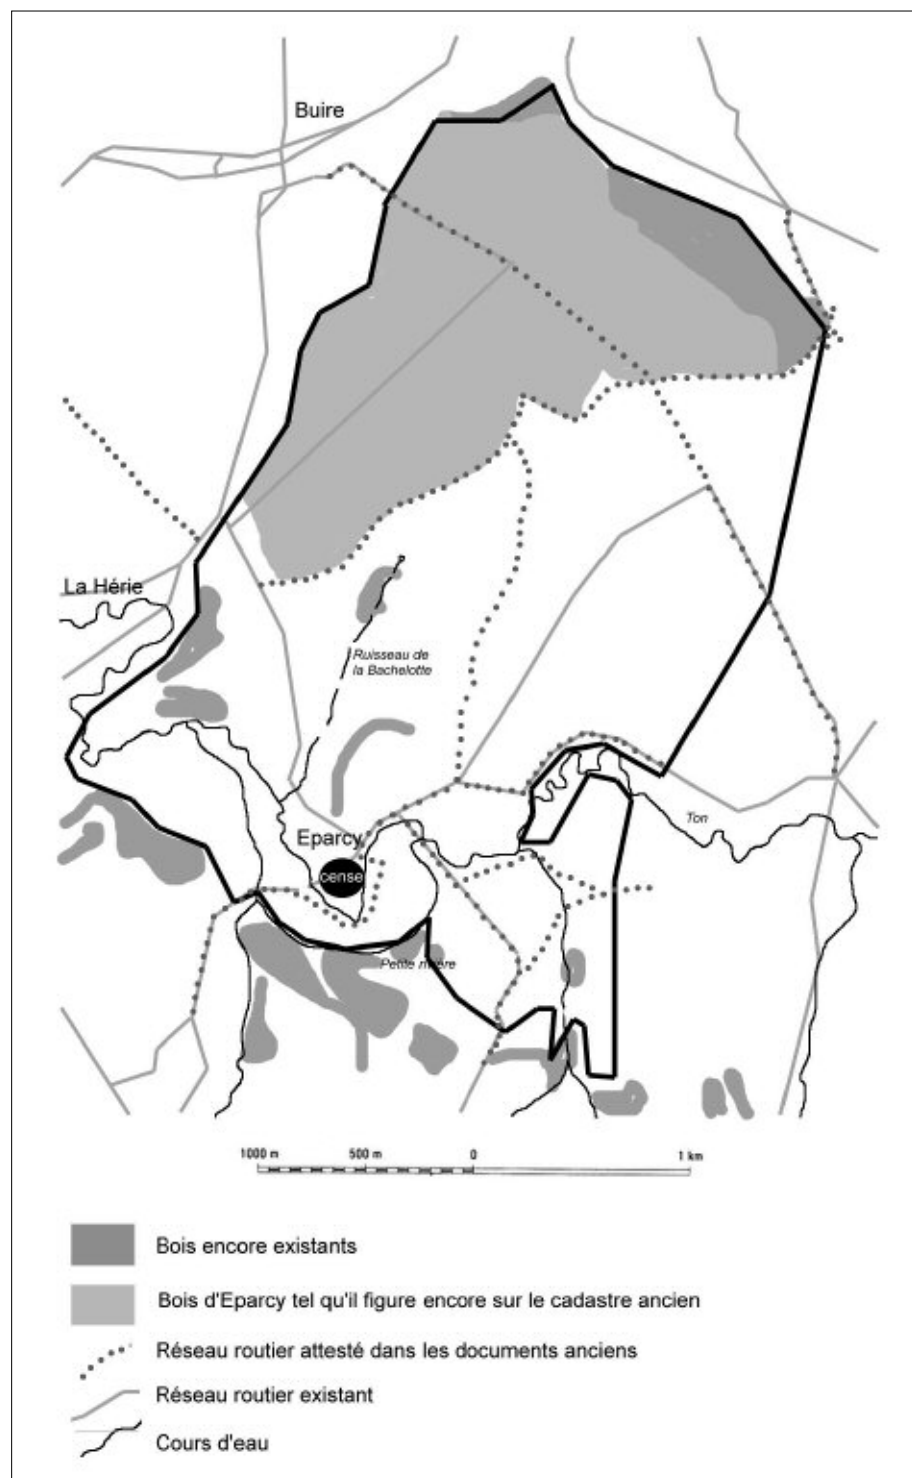 Buire
La Hérie
Ruisseau de
la Bachelotte
Ton
Eparcy
cense
Petite rivière
1000 m 500 m 0 1 km
Bois encore existants
Bois d'Eparcy tel qu'il figure encore sur le cadastre ancien
Réseau routier attesté dans les documents anciens
Réseau routier existant
Cours d'eau